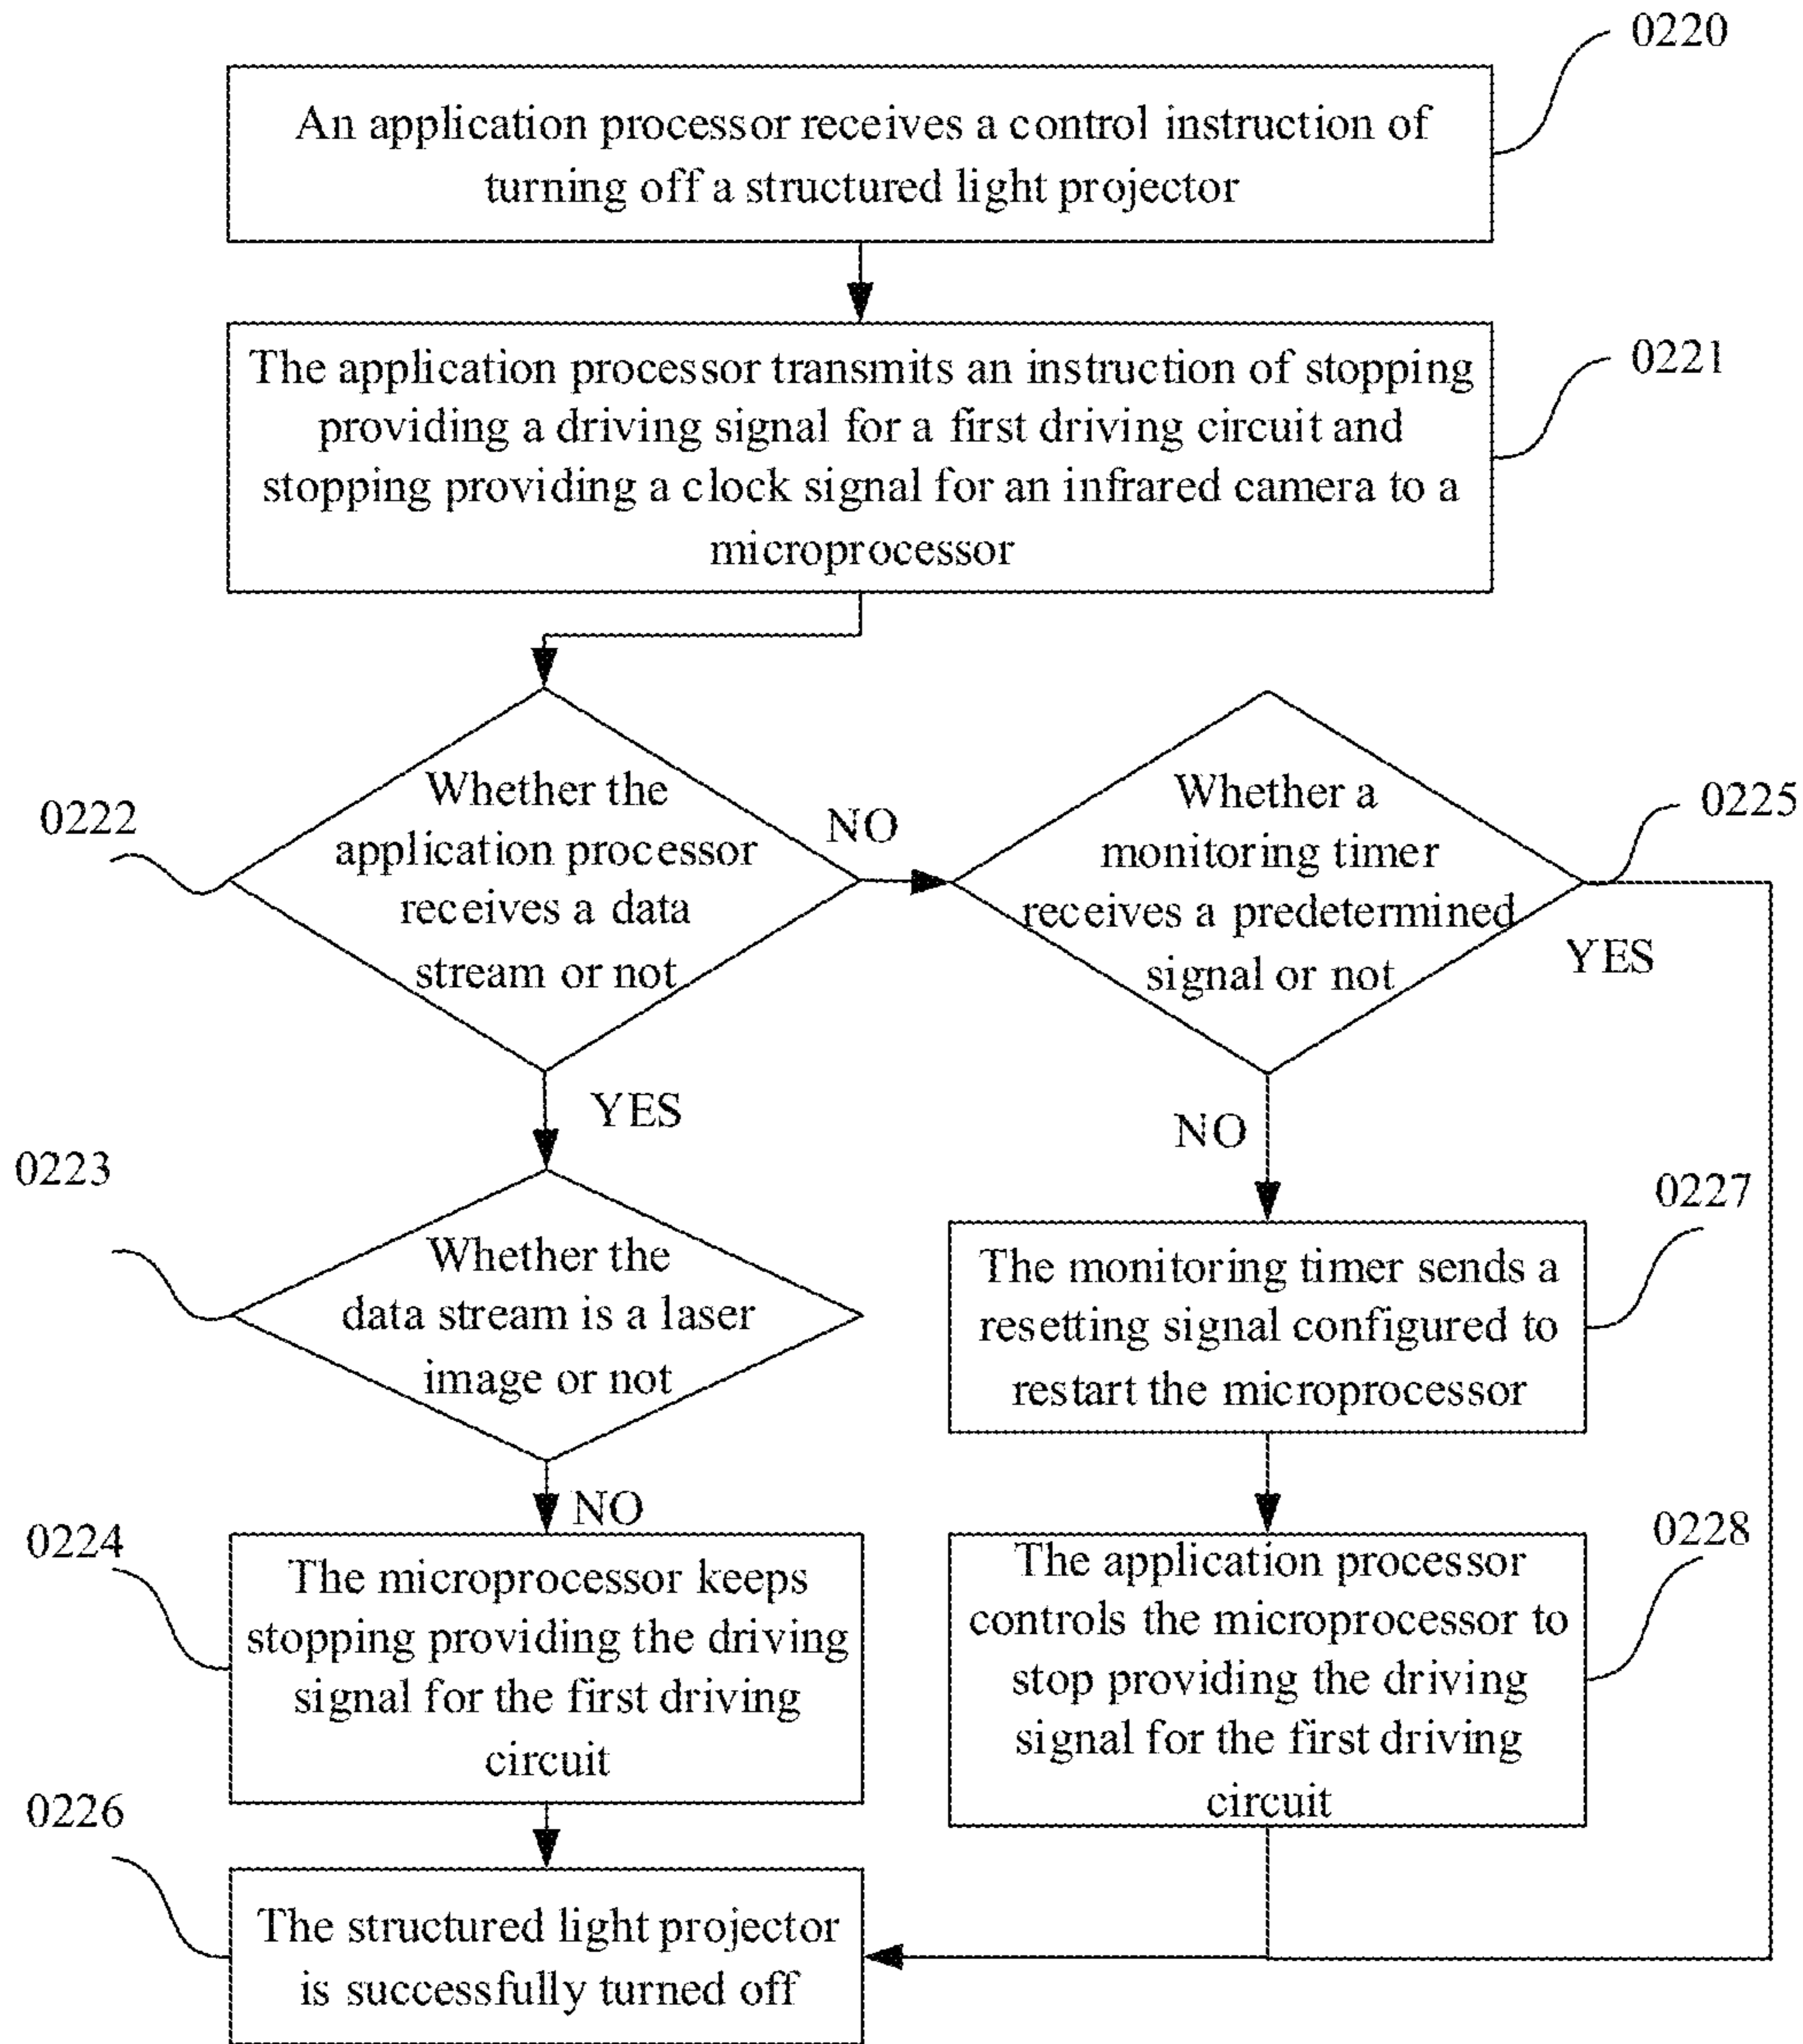 0220
An application processor receives a control instruction of
turning off a structured light projector
0221
The application processor transmits an instruction of stopping
providing a driving signal for a first driving circuit and
stopping providing a clock signal for an infrared camera to a
microprocessor
0222
Whether the
application processor
receives a data
stream or not
NO
0225
Whether a
monitoring timer
receives a predetermined
signal or not
YES
YES
NO
0223
Whether the
data stream is a laser
image or not
0227
The monitoring timer sends a
resetting signal configured to
restart the microprocessor
NO
0224
The microprocessor keeps
stopping providing the driving
signal for the first driving
circuit
0228
The application processor
controls the microprocessor to
stop providing the driving
signal for the first driving
circuit
0226
The structured light projector
is successfully turned off